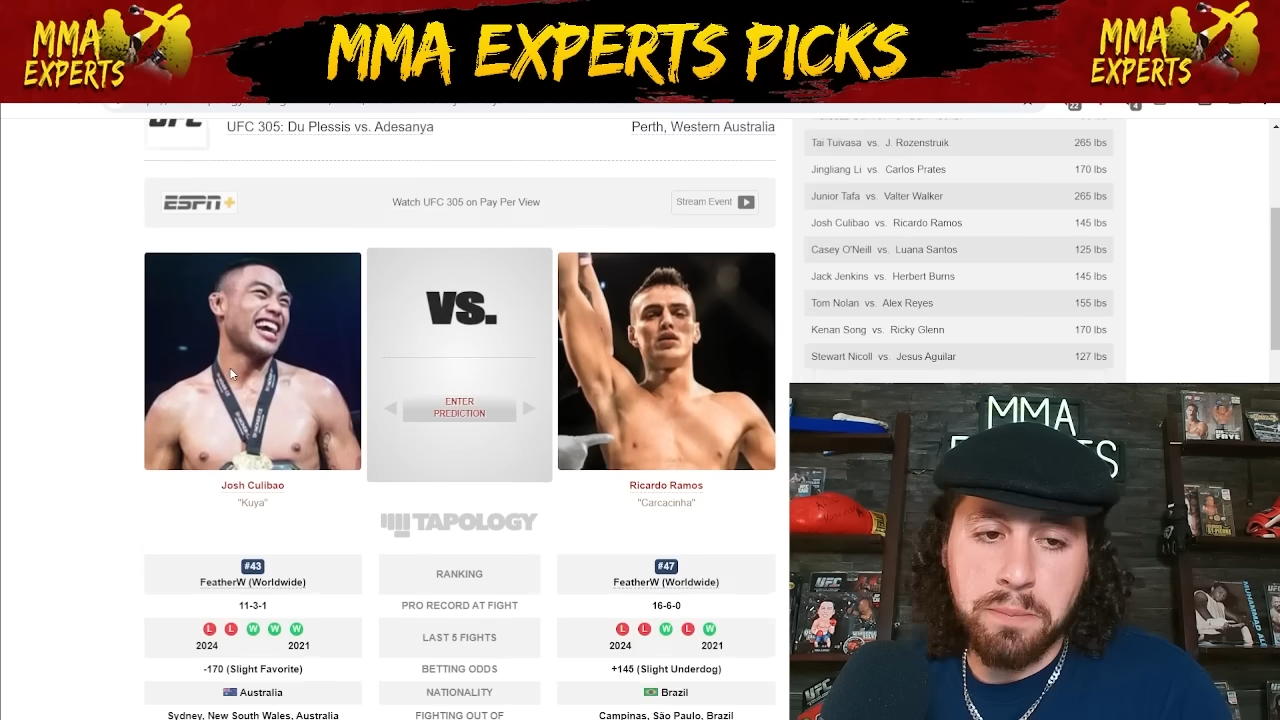 MMA EXPERTS
MMA EXPERTS PICKS
MMA EXPERTS
UFC
UFC 305: Du Plessis vs. Adesanya
Perth, Western Australia
ESPN+
Watch UFC 305 on Pay Per View
Stream Event
Tai Tuivasa vs. J. Rozenstruik 265 lbs
Jingliang Li vs. Carlos Prates 170 lbs
Junior Tafa vs. Valter Walker 265 lbs
Josh Culibao vs. Ricardo Ramos 145 lbs
Casey O'Neill vs. Luana Santos 125 lbs
Jack Jenkins vs. Herbert Burns 145 lbs
Tom Nolan vs. Alex Reyes 155 lbs
Kenan Song vs. Ricky Glenn 170 lbs
Stewart Nicoll vs. Jesus Aguilar 127 lbs
VS.
ENTER
PREDICTION
Josh Culibao
"Kuya"
Ricardo Ramos
"Carcacinha"
TAPOLOGY
#43
FeatherW (Worldwide)
RANKING
#47
FeatherW (Worldwide)
11-3-1
PRO RECORD AT FIGHT
16-6-0
L L W W W
2024 2021
LAST 5 FIGHTS
L L W L W
2024 2021
-170 (Slight Favorite)
BETTING ODDS
+145 (Slight Underdog)
Australia
NATIONALITY
Brazil
Sydney, New South Wales, Australia
FIGHTING OUT OF
Campinas, São Paulo, Brazil
MMA
UFC
UFC